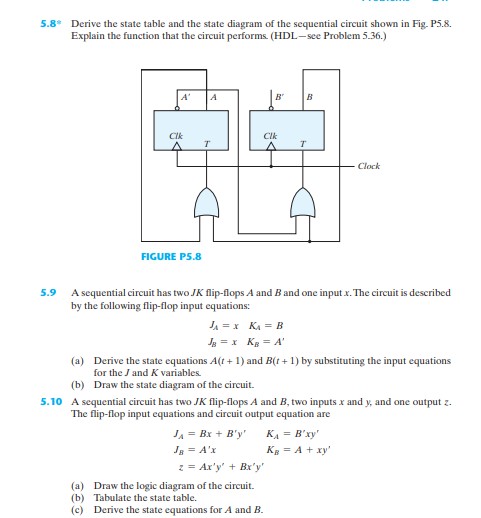 5.8* Derive the state table and the state diagram of the sequential circuit shown in Fig. P5.8.
Explain the function that the circuit performs. (HDL—see Problem 5.36.)
A' A B' B
Clk T Clk T
Clock
FIGURE P5.8
5.9 A sequential circuit has two JK flip-flops A and B and one input x. The circuit is described
by the following flip-flop input equations:
J_A = x K_A = B
J_B = x K_B = A'
(a) Derive the state equations A(t + 1) and B(t + 1) by substituting the input equations
for the J and K variables.
(b) Draw the state diagram of the circuit.
5.10 A sequential circuit has two JK flip-flops A and B, two inputs x and y, and one output z.
The flip-flop input equations and circuit output equation are
J_A = Bx + B'y' K_A = B'xy'
J_B = A'x K_B = A + xy'
z = Ax'y' + Bx'y'
(a) Draw the logic diagram of the circuit.
(b) Tabulate the state table.
(c) Derive the state equations for A and B.